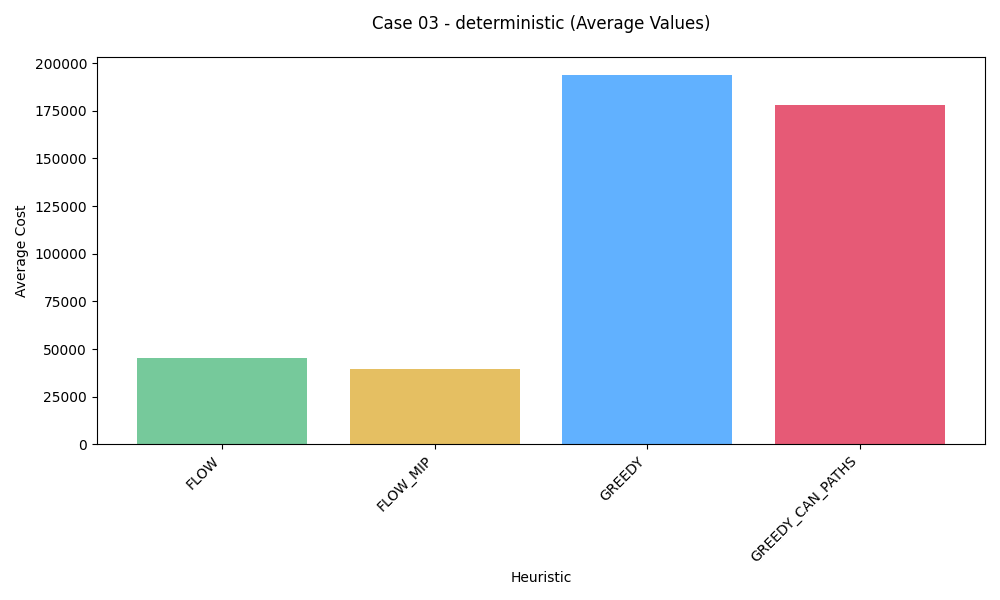 Case 03 - deterministic (Average Values)
Average Cost
200000
175000
150000
125000
100000
75000
50000
25000
0
FLOW
FLOW_MIP
GREEDY
GREEDY_CAN_PATHS
Heuristic